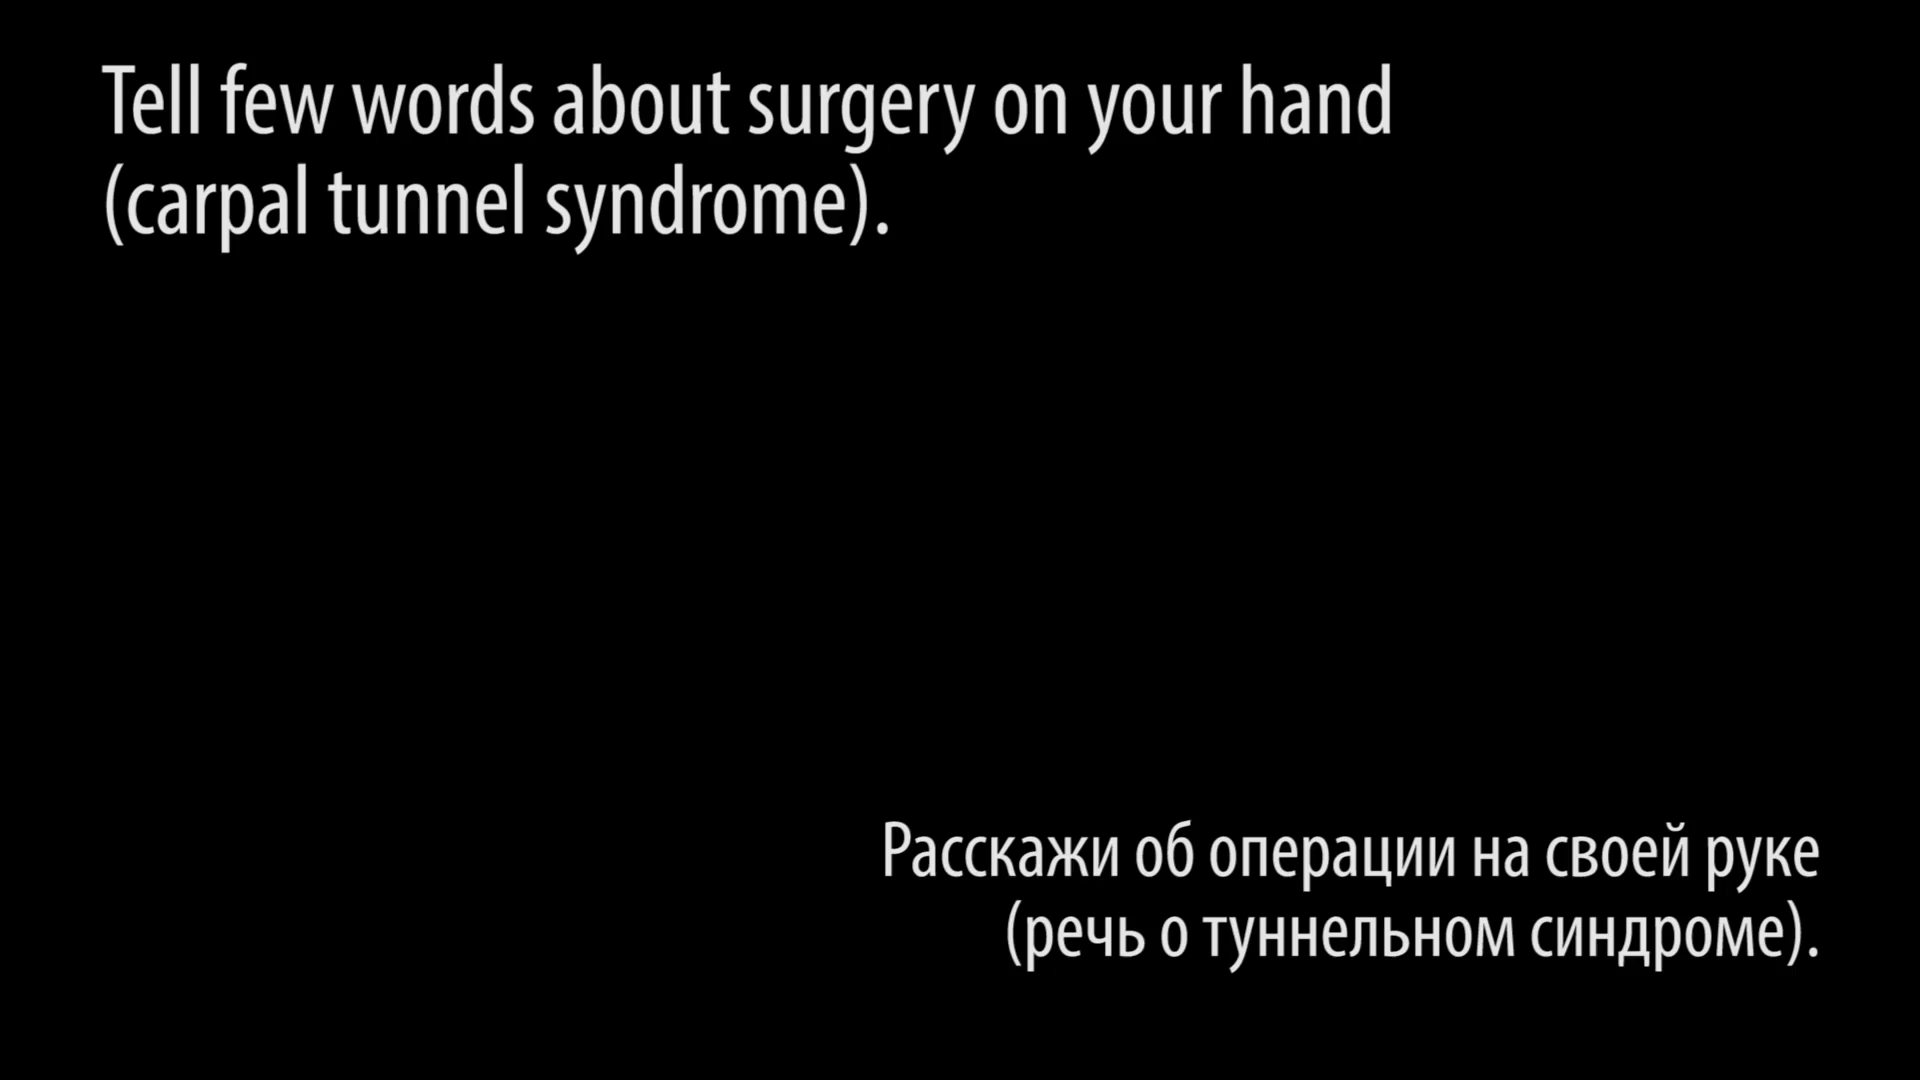 Tell few words about surgery on your hand
(carpal tunnel syndrome).
Расскажи об операции на своей руке
(речь о туннельном синдроме).